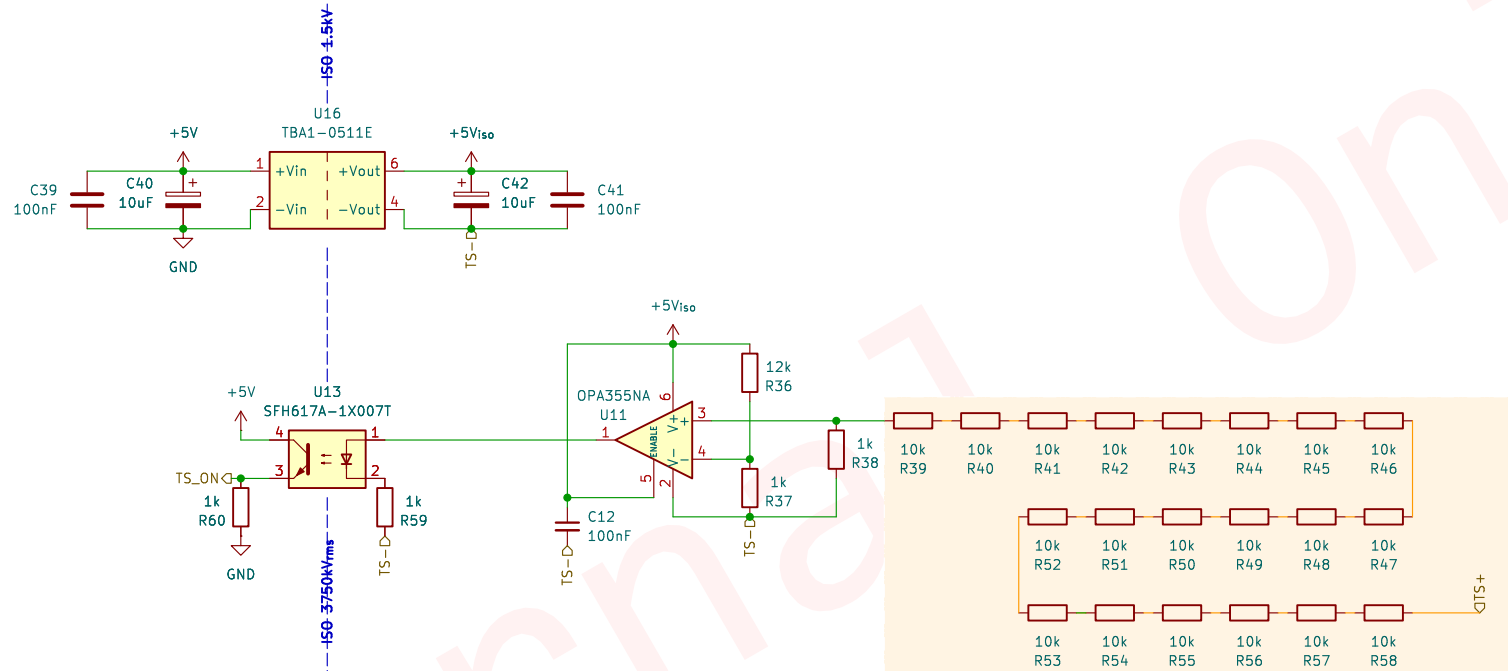 ISO 1.5kV
U16
TBA1-0511E
+5V
+5Viso
1
+Vin
+Vout
6
C39
100nF
C40
10uF
+
+
C42
10uF
C41
100nF
2
-Vin
-Vout
4
GND
TS-
+5Viso
12k
R36
+5V
U13
SFH617A-1X007T
OPA355NA
U11
6
V+
+
3
4
1
1
ENABLE
V-
-
4
1k
R38
10k
R39
10k
R40
10k
R41
10k
R42
10k
R43
10k
R44
10k
R45
10k
R46
TS_ON
3
2
5
2
1k
R37
1k
R60
1k
R59
C12
100nF
TS-
TS-
TS-
GND
ISO 3750kVrms
10k
R52
10k
R51
10k
R50
10k
R49
10k
R48
10k
R47
TS+
10k
R53
10k
R54
10k
R55
10k
R56
10k
R57
10k
R58
rnal On